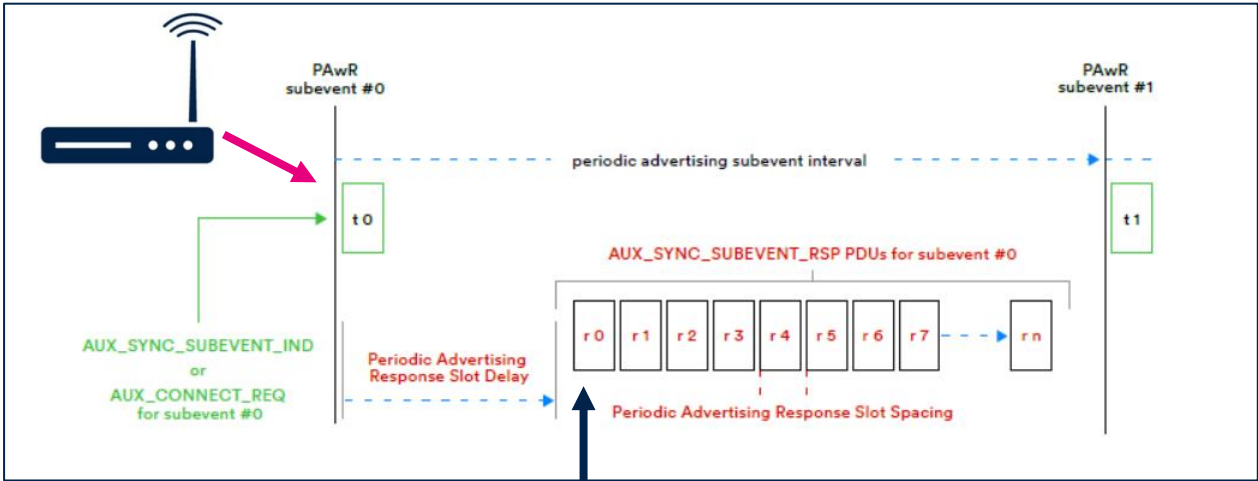 PAwR
subevent #0
PAwR
subevent #1
periodic advertising subevent interval
t 0
t 1
AUX_SYNC_SUBEVENT_RSP PDUs for subevent #0
r 0 r 1 r 2 r 3 r 4 r 5 r 6 r 7 r n
AUX_SYNC_SUBEVENT_IND
or
AUX_CONNECT_REQ
for subevent #0
Periodic Advertising
Response Slot Delay
Periodic Advertising Response Slot Spacing